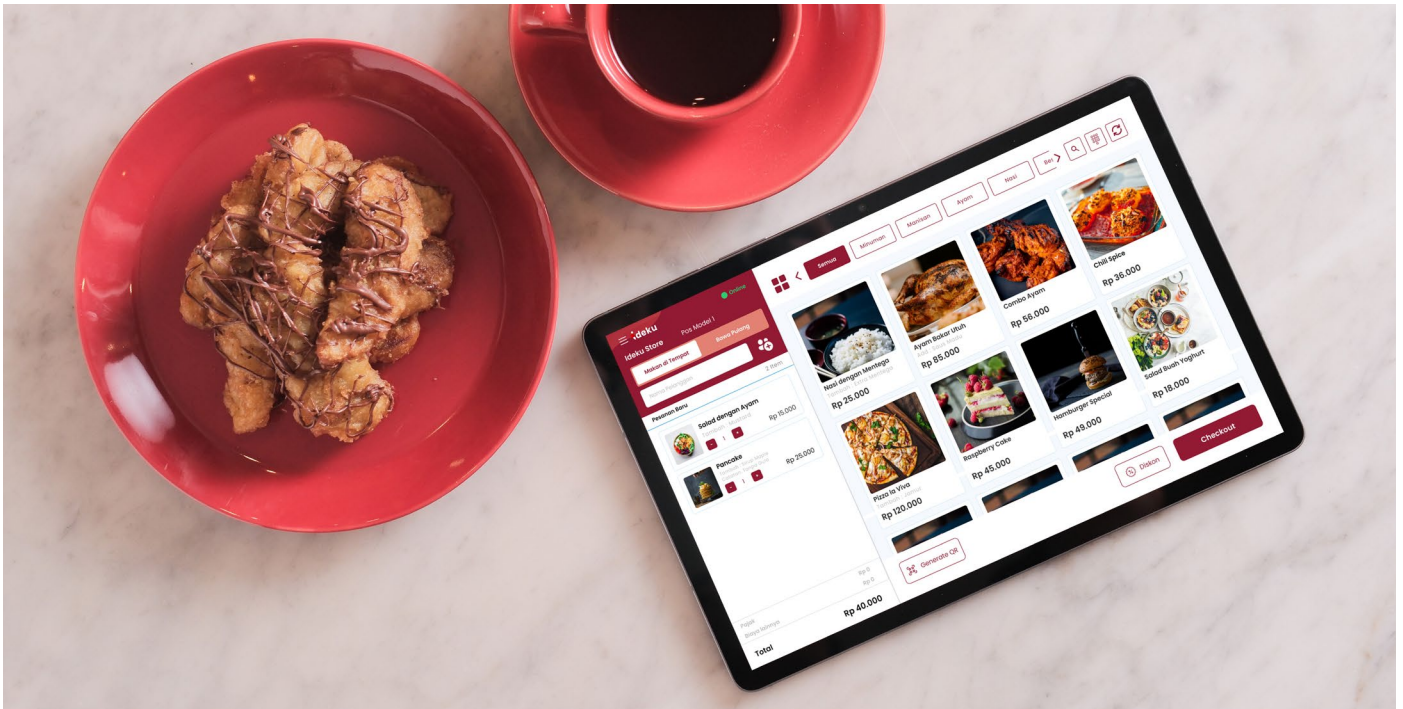 ideku
Pos Model 1
Online
Ideku Store
Makan di Tempat
Bawa Pulang
Nama Pelanggan
Pesanan Baru
2 Item
Salad dengan Ayam
Rp 15.000
1
Pancake
Rp 25.000
1
Pajak
Rp 0
Biaya lainnya
Rp 0
Total
Rp 40.000
Semua
Minuman
Manisan
Ayam
Nasi
Nasi dengan Mentega
Rp 25.000
Ayam Bakar Utuh
Rp 85.000
Combo Ayam
Rp 56.000
Chili Spice
Rp 36.000
Pizza la Viva
Rp 120.000
Raspberry Cake
Rp 45.000
Hamburger Special
Rp 49.000
Salad Buah Yoghurt
Rp 18.000
Generate QR
Diskon
Checkout